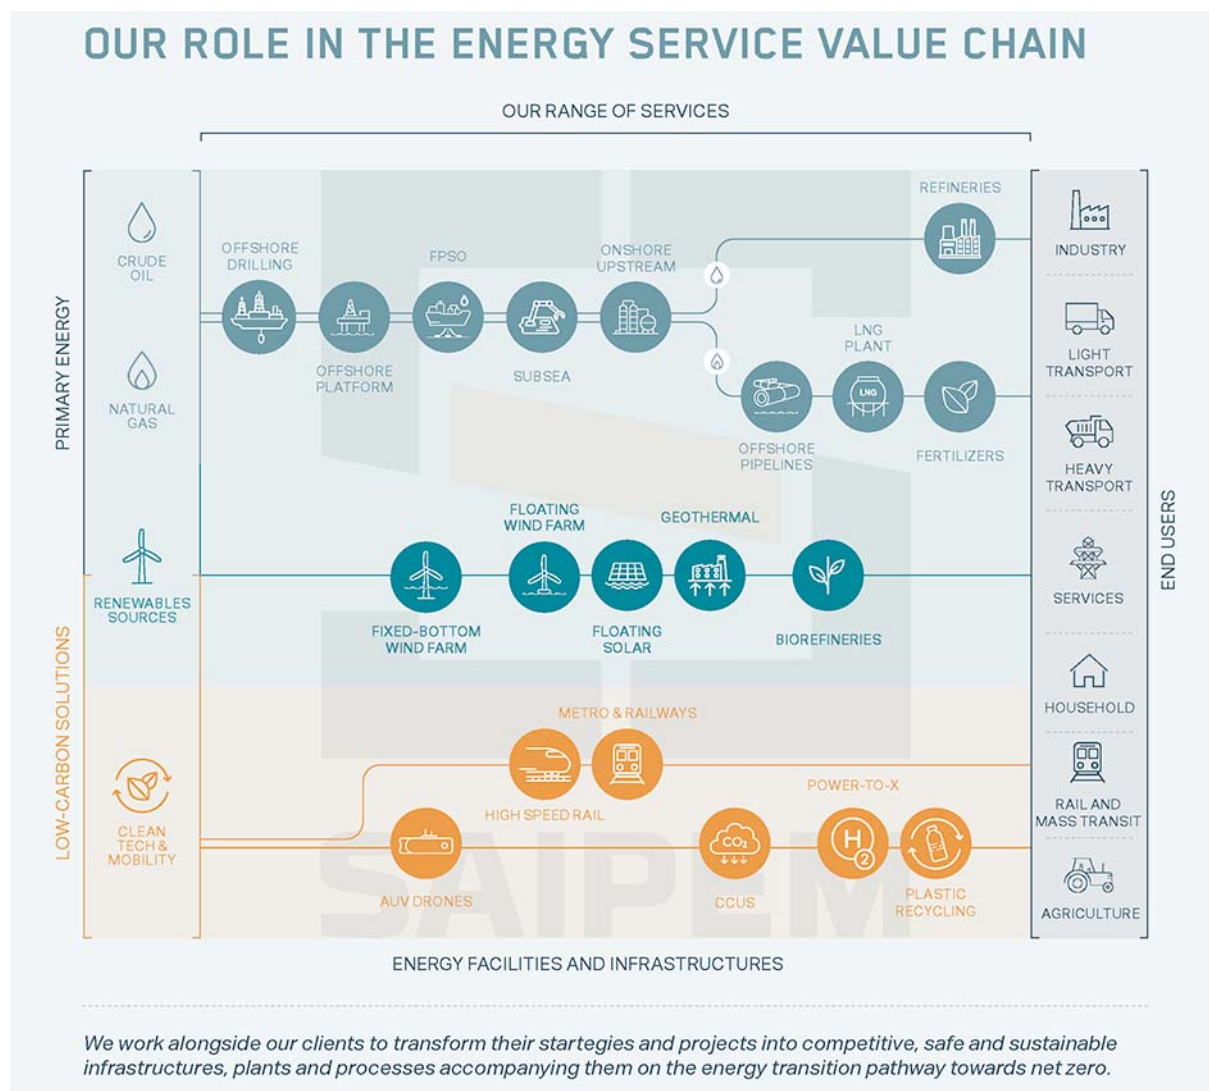 OUR ROLE IN THE ENERGY SERVICE VALUE CHAIN
OUR RANGE OF SERVICES
PRIMARY ENERGY
CRUDE
OIL
NATURAL
GAS
RENEWABLES
SOURCES
LOW-CARBON SOLUTIONS
CLEAN
TECH &
MOBILITY
OFFSHORE
DRILLING
OFFSHORE
PLATFORM
FPSO
SUBSEA
ONSHORE
UPSTREAM
REFINERIES
OFFSHORE
PIPELINES
LNG
PLANT
LNG
FERTILIZERS
FIXED-BOTTOM
WIND FARM
FLOATING
WIND FARM
FLOATING
SOLAR
GEOTHERMAL
BIOREFINERIES
METRO & RAILWAYS
HIGH SPEED RAIL
AUV DRONES
CO₂
CCUS
POWER-TO-X
H2
PLASTIC
RECYCLING
SAIPEM
INDUSTRY
LIGHT
TRANSPORT
HEAVY
TRANSPORT
SERVICES
HOUSEHOLD
RAIL AND
MASS TRANSIT
AGRICULTURE
END USERS
ENERGY FACILITIES AND INFRASTRUCTURES
We work alongside our clients to transform their startegies and projects into competitive, safe and sustainable
infrastructures, plants and processes accompanying them on the energy transition pathway towards net zero.